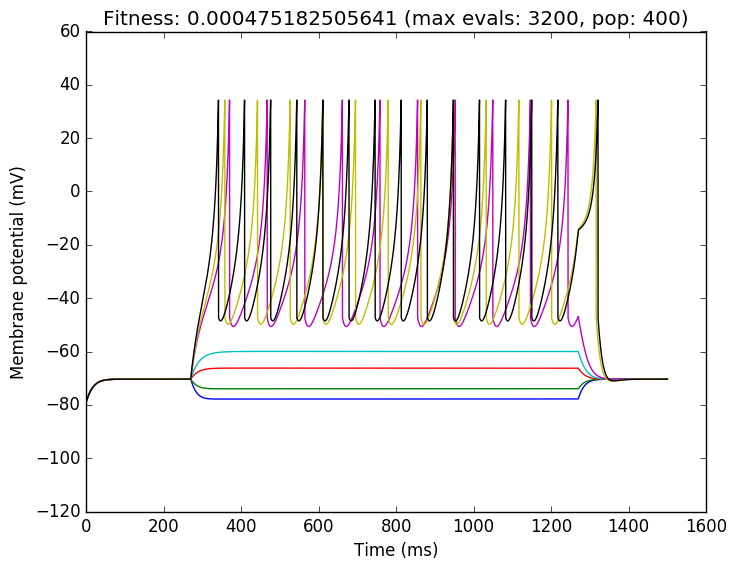 Fitness: 0.000475182505641 (max evals: 3200, pop: 400)
60
40
20
0
−20
−40
−60
−80
−100
−120
Membrane potential (mV)
0 200 400 600 800 1000 1200 1400 1600
Time (ms)